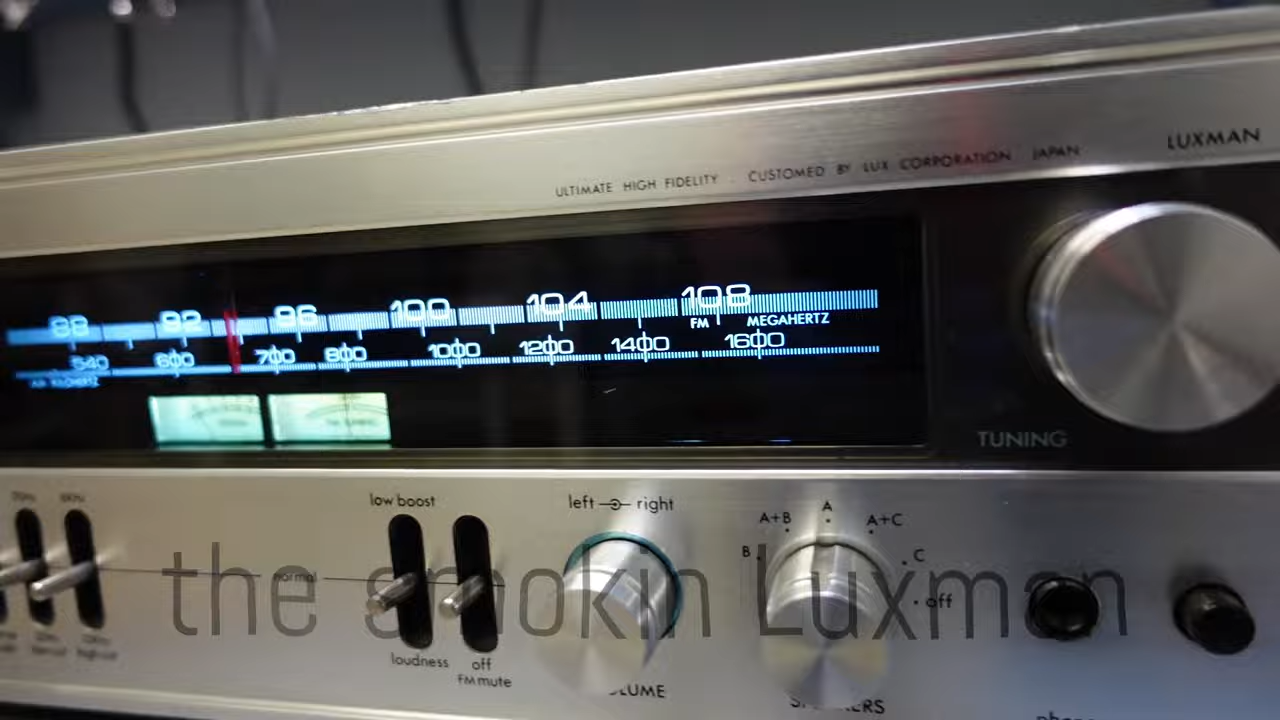 LUXMAN
ULTIMATE HIGH FIDELITY CUSTOMED BY LUX CORPORATION JAPAN
88 92 96 100 104 108
FM MEGAHERTZ
540 600 700 800 1000 1200 1400 1600
TUNING
low boost
left right
A+B A A+C
B C
normal
off
the smokin Luxman
loudness off
FM mute